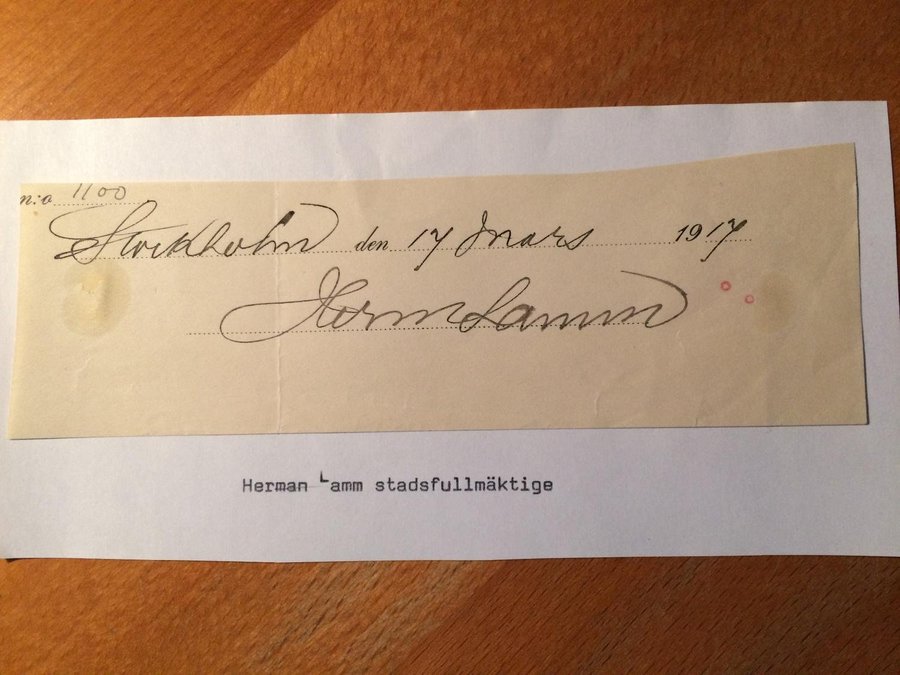 n:o 1100
Stockholm den 17 Mars 1917
Herm Lamm
Herman Lamm stadsfullmäktige